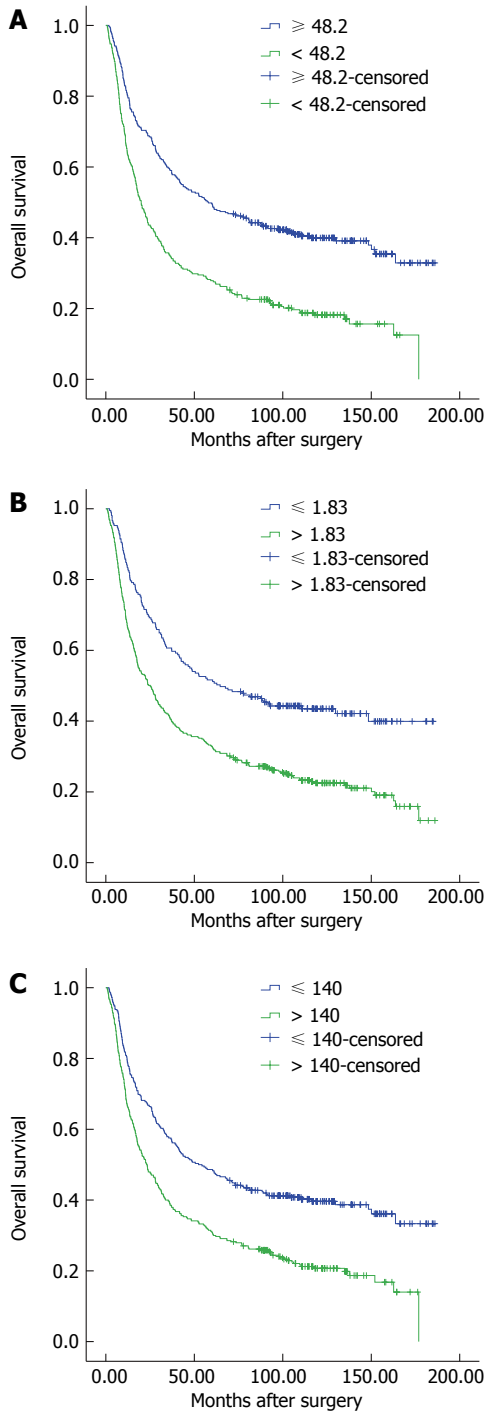 A
1.0
0.8
0.6
0.4
0.2
0.0
Overall survival
⩾ 48.2
< 48.2
⩾ 48.2-censored
< 48.2-censored
0.00 50.00 100.00 150.00 200.00
Months after surgery
B
1.0
0.8
0.6
0.4
0.2
0.0
Overall survival
⩽ 1.83
> 1.83
⩽ 1.83-censored
> 1.83-censored
0.00 50.00 100.00 150.00 200.00
Months after surgery
C
1.0
0.8
0.6
0.4
0.2
0.0
Overall survival
⩽ 140
> 140
⩽ 140-censored
> 140-censored
0.00 50.00 100.00 150.00 200.00
Months after surgery